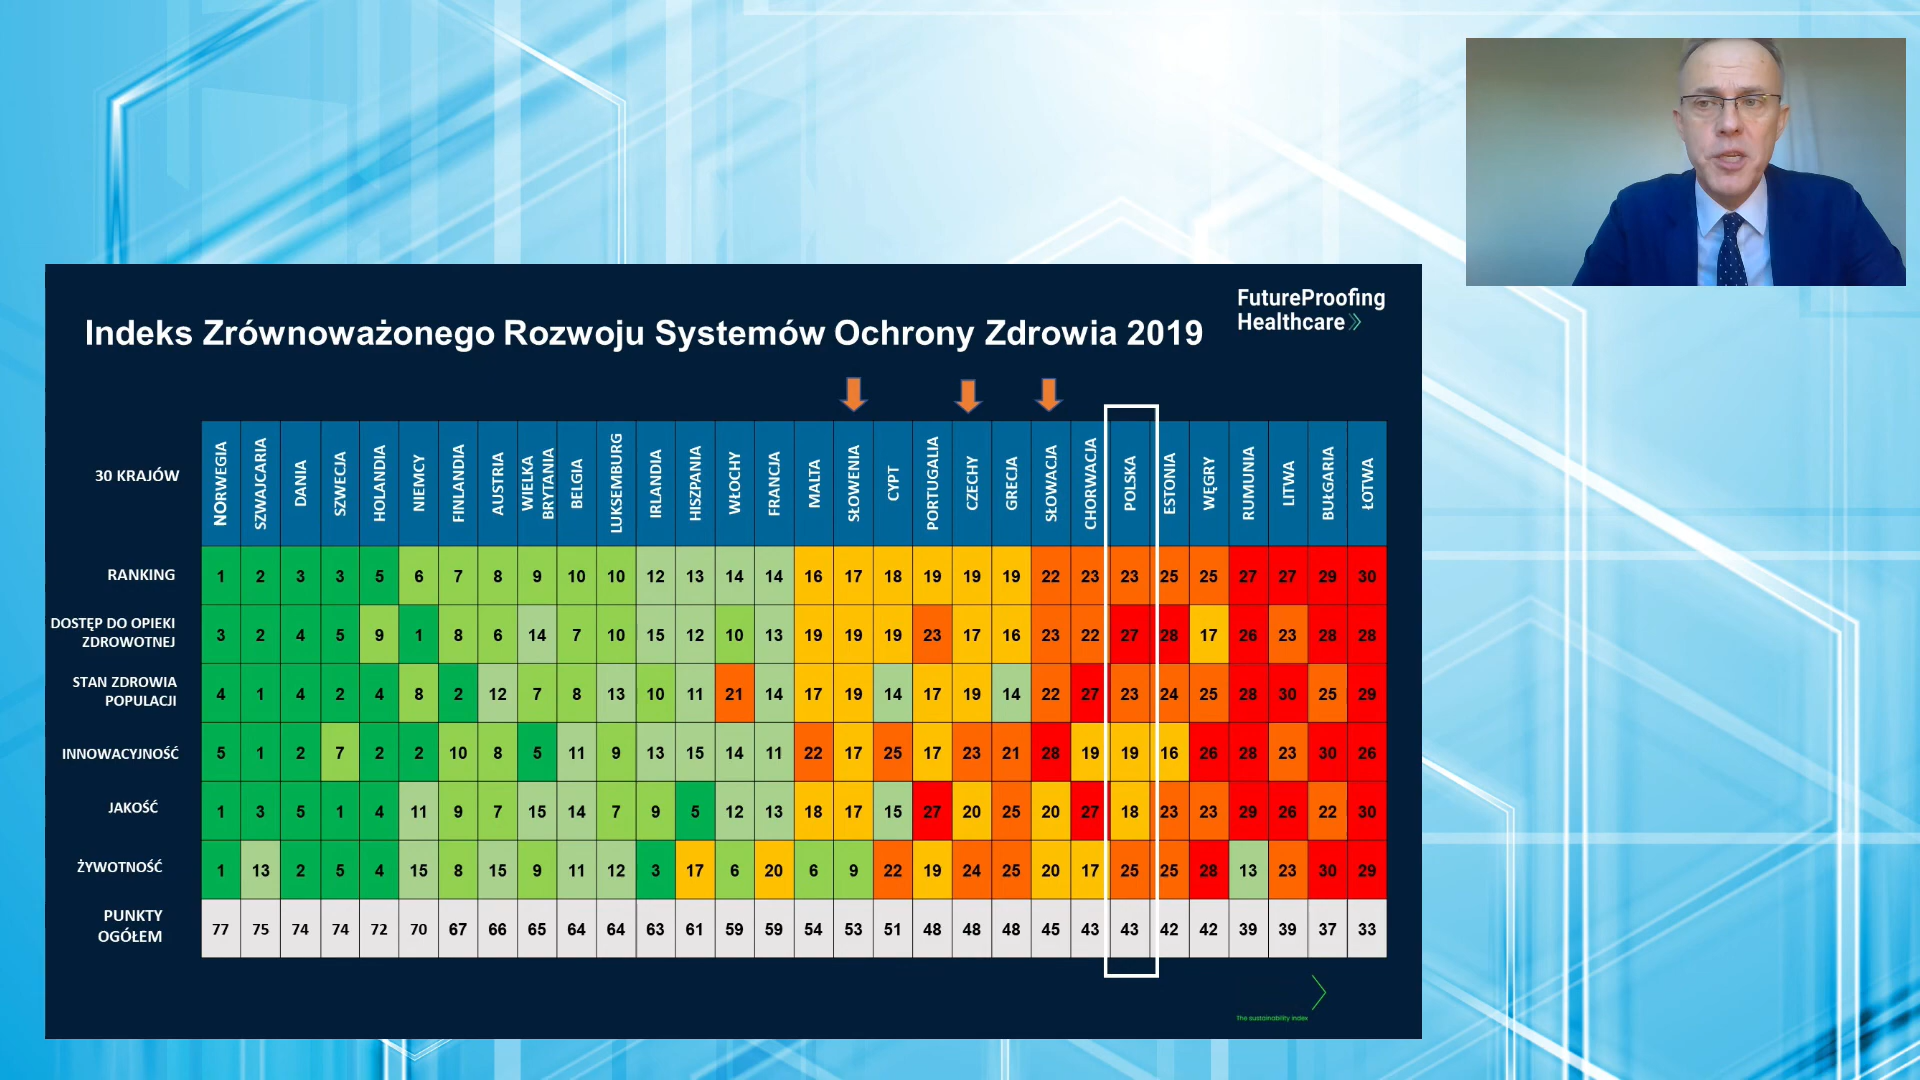 FutureProofing
Healthcare
Indeks Zrównoważonego Rozwoju Systemów Ochrony Zdrowia 2019
30 KRAJÓW NORWEGIA SZWAJCARIA DANIA SZWECJA HOLANDIA NIEMCY FINLANDIA AUSTRIA WIELKA BRYTANIA BELGIA LUKSEMBURG IRLANDIA HISZPANIA WŁOCHY FRANCJA MALTA SŁOWENIA CYPT PORTUGALIA CZECHY GRECJA SŁOWACJA CHORWACJA POLSKA ESTONIA WĘGRY RUMUNIA LITWA BUŁGARIA ŁOTWA
RANKING 1 2 3 3 5 6 7 8 9 10 10 12 13 14 14 16 17 18 19 19 19 22 23 23 25 25 27 27 29 30
DOSTĘP DO OPIEKI
ZDROWOTNEJ 3 2 4 5 9 1 8 6 14 7 10 15 12 10 13 19 19 19 23 17 16 23 22 27 28 17 26 23 28 28
STAN ZDROWIA
POPULACJI 4 1 4 2 4 8 2 12 7 8 13 10 11 21 14 17 19 14 17 19 14 22 27 23 24 25 28 30 25 29
INNOWACYJNOŚĆ 5 1 2 7 2 2 10 8 5 11 9 13 15 14 11 22 17 25 17 23 21 28 19 19 16 26 28 23 30 26
JAKOŚĆ 1 3 5 1 4 11 9 7 15 14 7 9 5 12 13 18 17 15 27 20 25 20 27 18 23 23 29 26 22 30
ŻYWOTNOŚĆ 1 13 2 5 4 15 8 15 9 11 12 3 17 6 20 6 9 22 19 24 25 20 17 25 25 28 13 23 30 29
PUNKTY
OGÓŁEM 77 75 74 74 72 70 67 66 65 64 64 63 61 59 59 54 53 51 48 48 48 45 43 43 42 42 39 39 37 33
The sustainability index